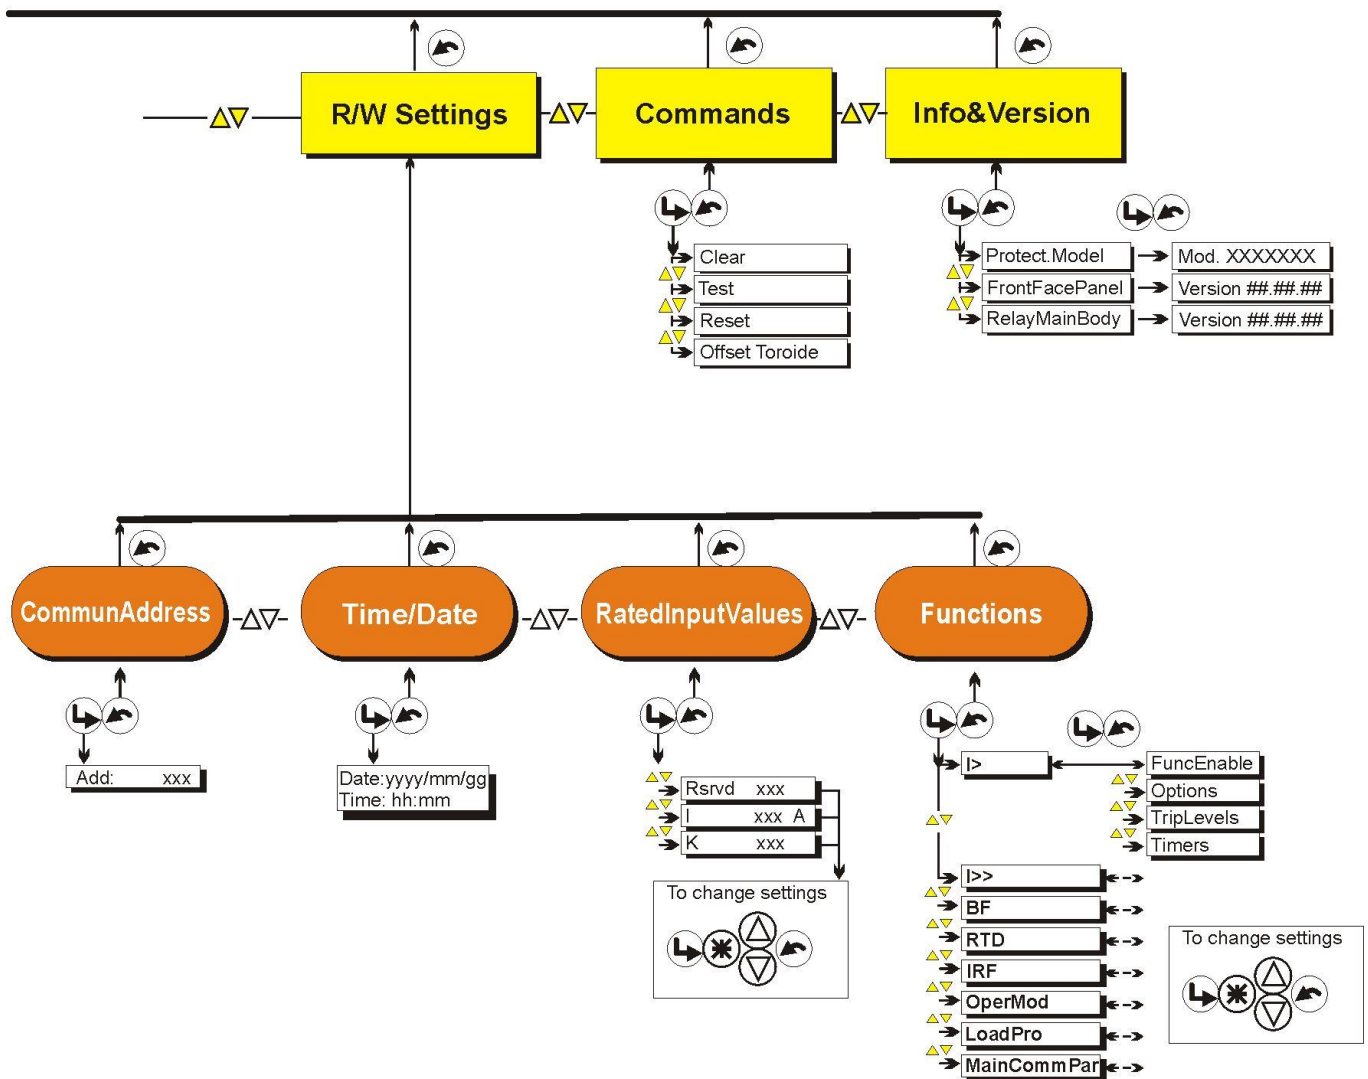 R/W Settings
Commands
Info&Version
Clear
Test
Reset
Offset Toroide
Protect.Model
Mod. XXXXXXX
FrontFacePanel
Version ##.##.##
RelayMainBody
Version ##.##.##
CommunAddress
Time/Date
RatedInputValues
Functions
Add: xxx
Date:yyyy/mm/gg
Time: hh:mm
Rsrvd xxx
I xxx A
K xxx
To change settings
I>
FuncEnable
Options
TripLevels
Timers
I>>
BF
RTD
IRF
OperMod
LoadPro
MainCommPar
To change settings